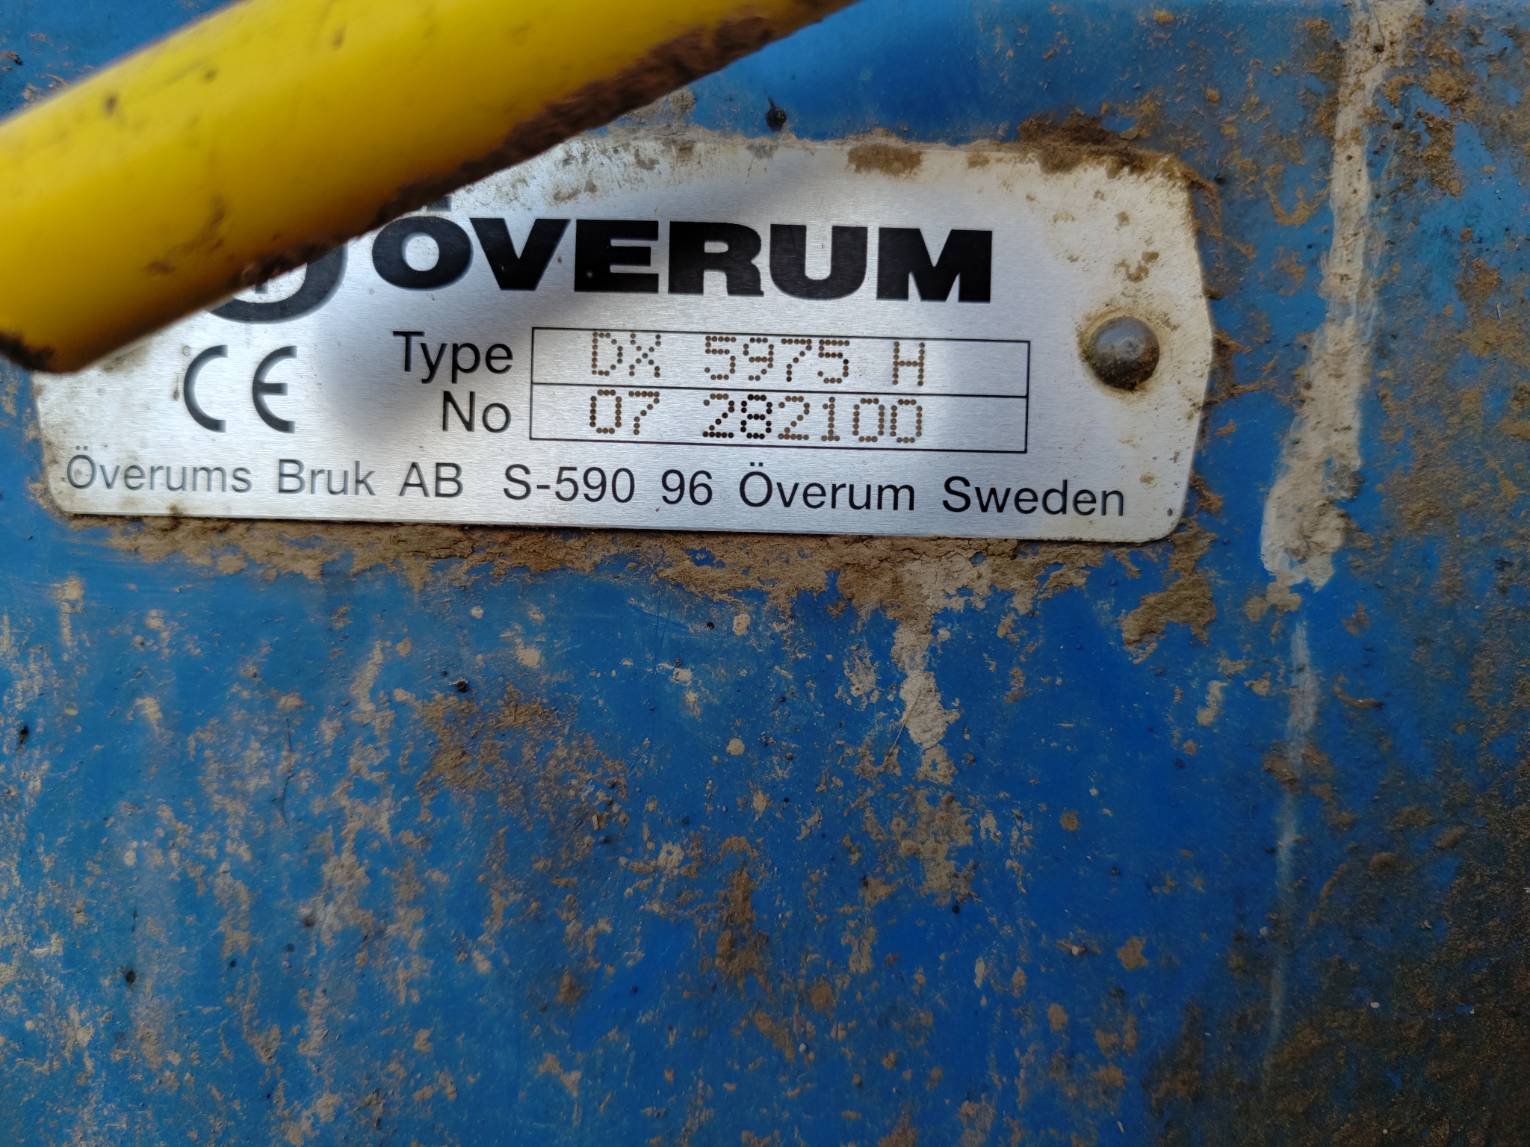 ÖVERUM
CE
Type DX 5975 H
No 07 282100
Överums Bruk AB S-590 96 Överum Sweden